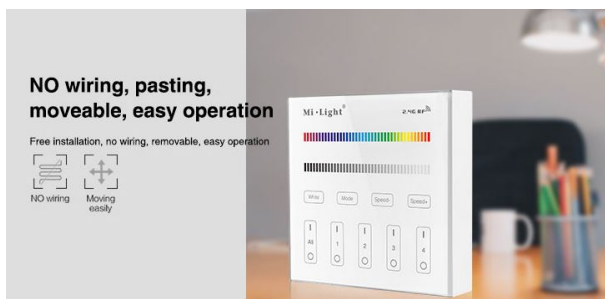 NO wiring, pasting,
moveable, easy operation
Free installation, no wiring, removable, easy operation
NO wiring
Moving
easily
Mi•Light®
2.4G RF
White
Mode
Speed-
Speed+
All
1
2
3
4